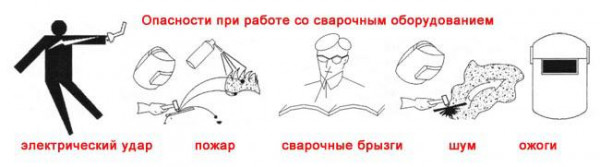 Опасности при работе со сварочным оборудованием
электрический удар пожар сварочные брызги шум ожоги